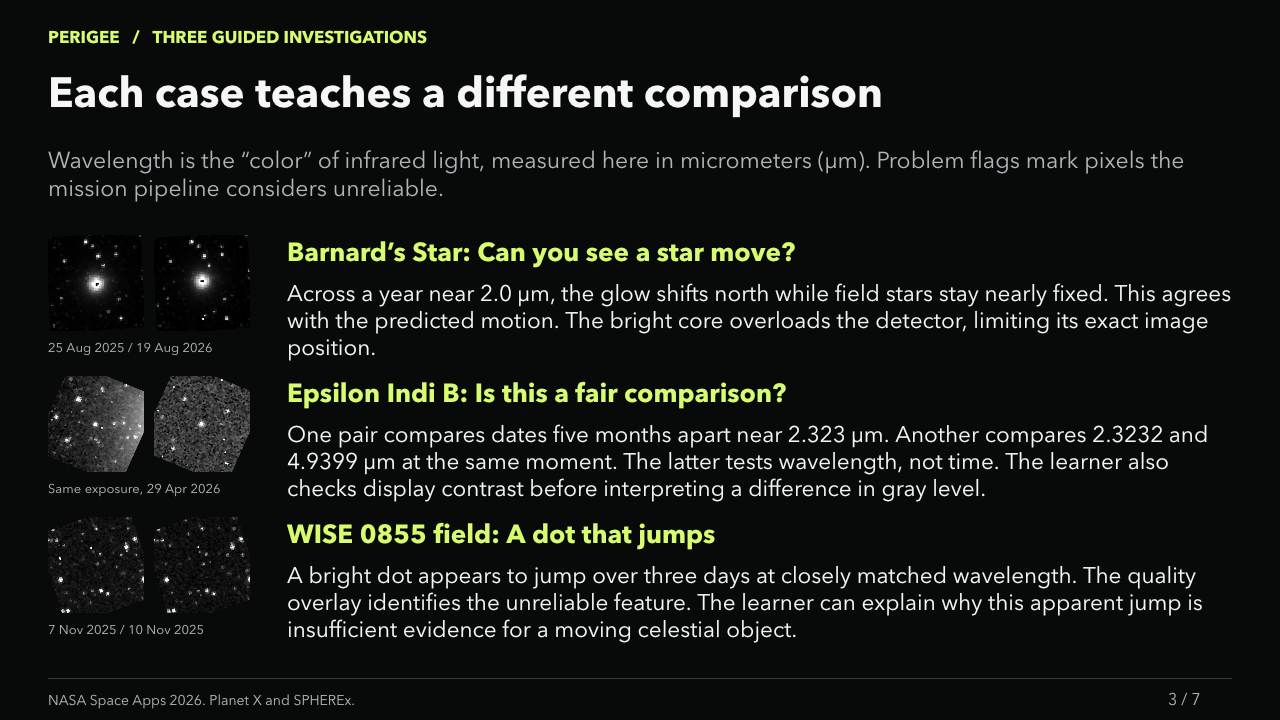 PERIGEE / THREE GUIDED INVESTIGATIONS
Each case teaches a different comparison
Wavelength is the “color” of infrared light, measured here in micrometers (µm). Problem flags mark pixels the
mission pipeline considers unreliable.
Barnard’s Star: Can you see a star move?
Across a year near 2.0 µm, the glow shifts north while field stars stay nearly fixed. This agrees
with the predicted motion. The bright core overloads the detector, limiting its exact image
position.
25 Aug 2025 / 19 Aug 2026
Epsilon Indi B: Is this a fair comparison?
One pair compares dates five months apart near 2.323 µm. Another compares 2.3232 and
4.9399 µm at the same moment. The latter tests wavelength, not time. The learner also
checks display contrast before interpreting a difference in gray level.
Same exposure, 29 Apr 2026
WISE 0855 field: A dot that jumps
A bright dot appears to jump over three days at closely matched wavelength. The quality
overlay identifies the unreliable feature. The learner can explain why this apparent jump is
insufficient evidence for a moving celestial object.
7 Nov 2025 / 10 Nov 2025
NASA Space Apps 2026. Planet X and SPHEREx.
3 / 7